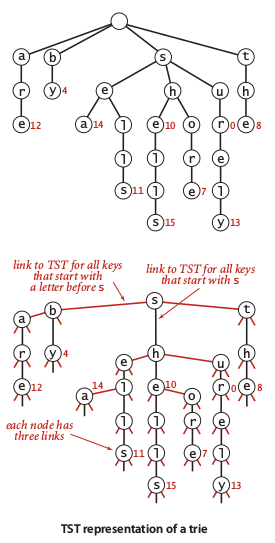 a b s t
r y 4 e h u h
e 12 a 14 l e 10 o r 0 e 8
l l r e
s 11 l e 7 l
s 15 y 13
link to TST for all keys
that start with
a letter before s
link to TST for all keys
that start with s
s
a b t
r y 4 e h u h
e 12 a 14 l e 10 o r 0 e 8
each node has
three links
l l r e
s 11 l e 7 l
s 15 y 13
TST representation of a trie